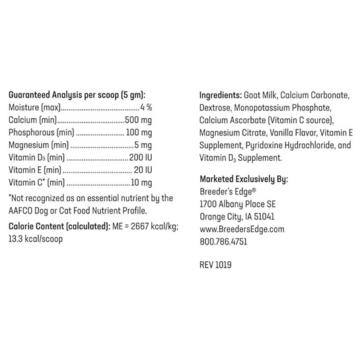 Guaranteed Analysis per scoop (5 gm):
Moisture (max)..........................................4 %
Calcium (min)....................................500 mg
Phosphorous (min) .......................... 100 mg
Magnesium (min) ..................................5 mg
Vitamin D₃ (min) ...............................200 IU
Vitamin E (min) .................................... 20 IU
Vitamin C* (min) ..................................10 mg
*Not recognized as an essential nutrient by the
AAFCO Dog or Cat Food Nutrient Profile.
Calorie Content (calculated): ME = 2667 kcal/kg;
13.3 kcal/scoop
Ingredients: Goat Milk, Calcium Carbonate,
Dextrose, Monopotassium Phosphate,
Calcium Ascorbate (Vitamin C source),
Magnesium Citrate, Vanilla Flavor, Vitamin E
Supplement, Pyridoxine Hydrochloride, and
Vitamin D₃ Supplement.
Marketed Exclusively By:
Breeder's Edge®
1700 Albany Place SE
Orange City, IA 51041
www.BreedersEdge.com
800.786.4751
REV 1019